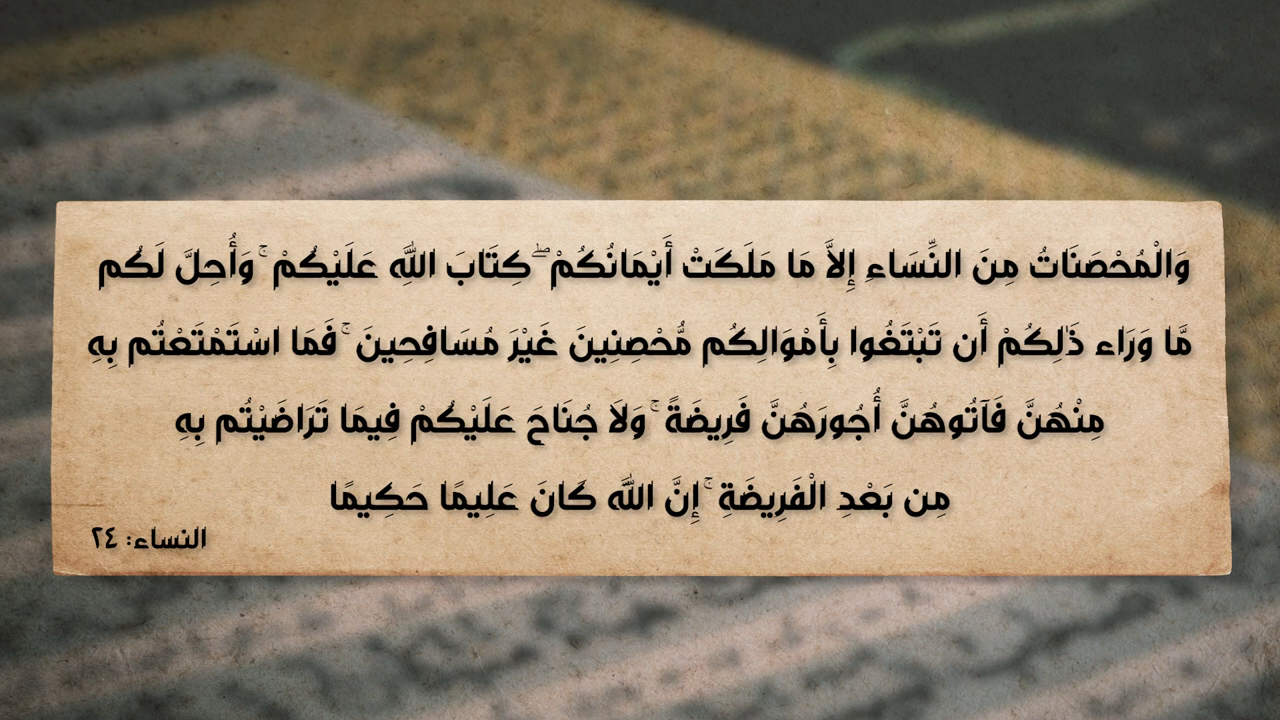 وَالْمُحْصَنَاتُ مِنَ النِّسَاء إِلاَّ مَا مَلَكَتْ أَيْمَانُكُمْ ۖ كِتَابَ اللَّهِ عَلَيْكُمْ ۚ وَأُحِلَّ لَكُم
مَّا وَرَاء ذَٰلِكُمْ أَن تَبْتَغُوا بِأَمْوَالِكُم مُّحْصِنِينَ غَيْرَ مُسَافِحِينَ ۚ فَمَا اسْتَمْتَعْتُم بِهِ
مِنْهُنَّ فَآتُوهُنَّ أُجُورَهُنَّ فَرِيضَةً ۚ وَلاَ جُنَاحَ عَلَيْكُمْ فِيمَا تَرَاضَيْتُم بِهِ
مِن بَعْدِ الْفَرِيضَةِ ۚ إِنَّ اللَّه كَانَ عَلِيمًا حَكِيمًا
النساء: ٢٤